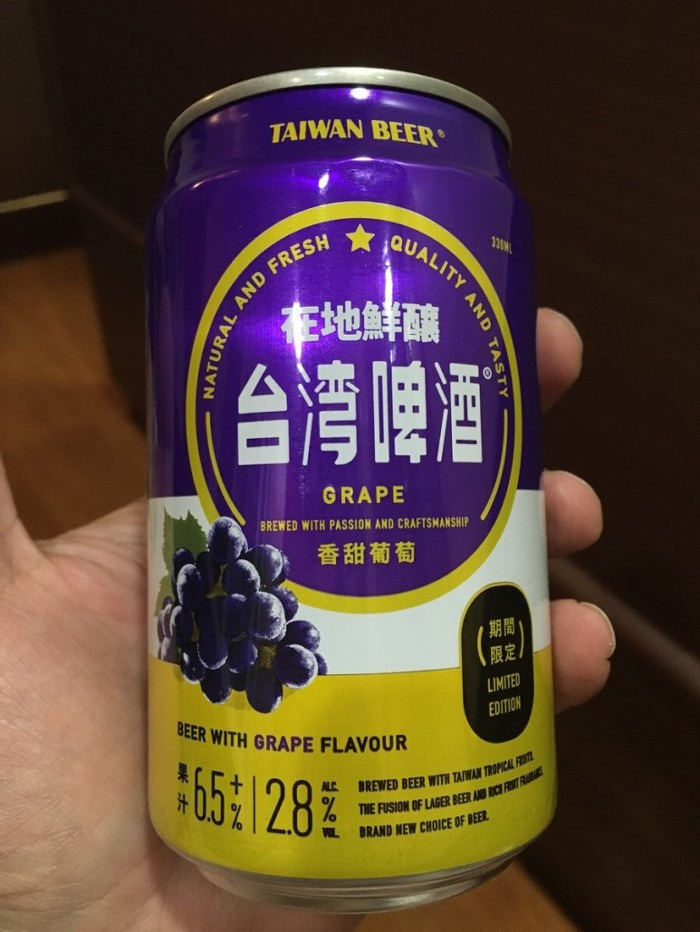 TAIWAN BEER®
330ML
NATURAL AND FRESH ★ QUALITY AND TASTY
在地鮮釀
台湾啤酒®
GRAPE
BREWED WITH PASSION AND CRAFTSMANSHIP
香甜葡萄
(期間
限定)
LIMITED
EDITION
BEER WITH GRAPE FLAVOUR
果汁 6.5+% | 2.8 ALC. % VOL.
BREWED BEER WITH TAIWAN TROPICAL FRUITS.
THE FUSION OF LAGER BEER AND RICH FRUIT FRAGRANCE.
BRAND NEW CHOICE OF BEER.